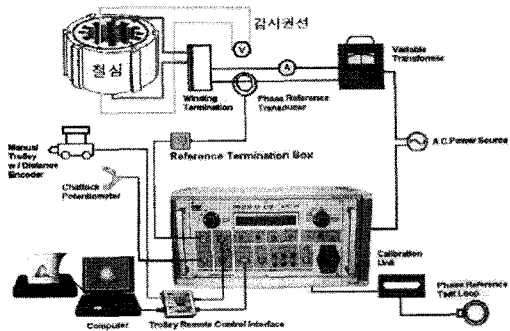 감사권선
V
철심
A
Variable
Transformer
Winding
Termination
Phase Reference
Transducer
Manual
Trolley
w / Distance
Encoder
Reference Termination Box
A.C. Power Source
Chattock
Potentiometer
Calibration
Unit
Phase Reference
Test Loop
Computer
Trolley Remote Control Interface